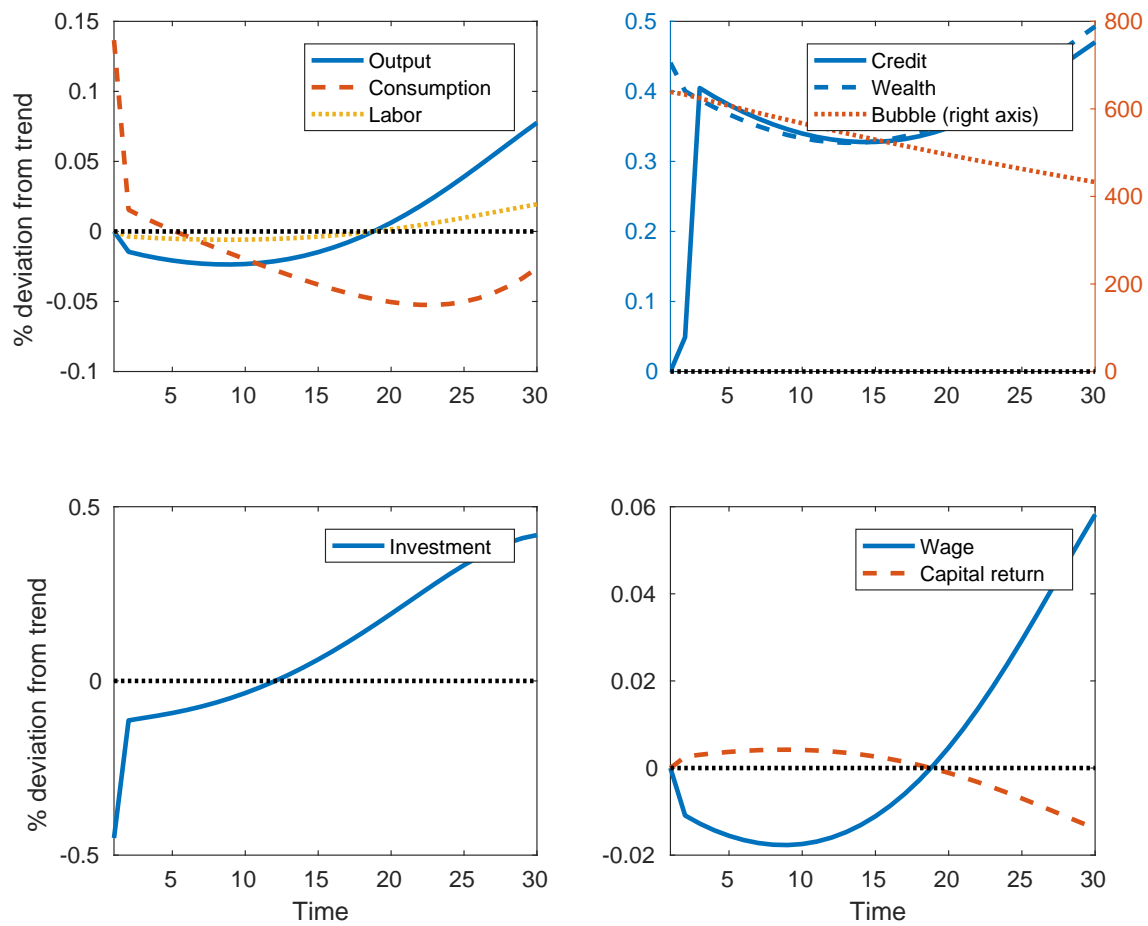 % deviation from trend
0.15
0.1
0.05
0
-0.05
-0.1
5 10 15 20 25 30
Output
Consumption
Labor
0.5
0.4
0.3
0.2
0.1
0
800
600
400
200
0
5 10 15 20 25 30
Credit
Wealth
Bubble (right axis)
% deviation from trend
0.5
0
-0.5
5 10 15 20 25 30
Time
Investment
0.06
0.04
0.02
0
-0.02
5 10 15 20 25 30
Time
Wage
Capital return